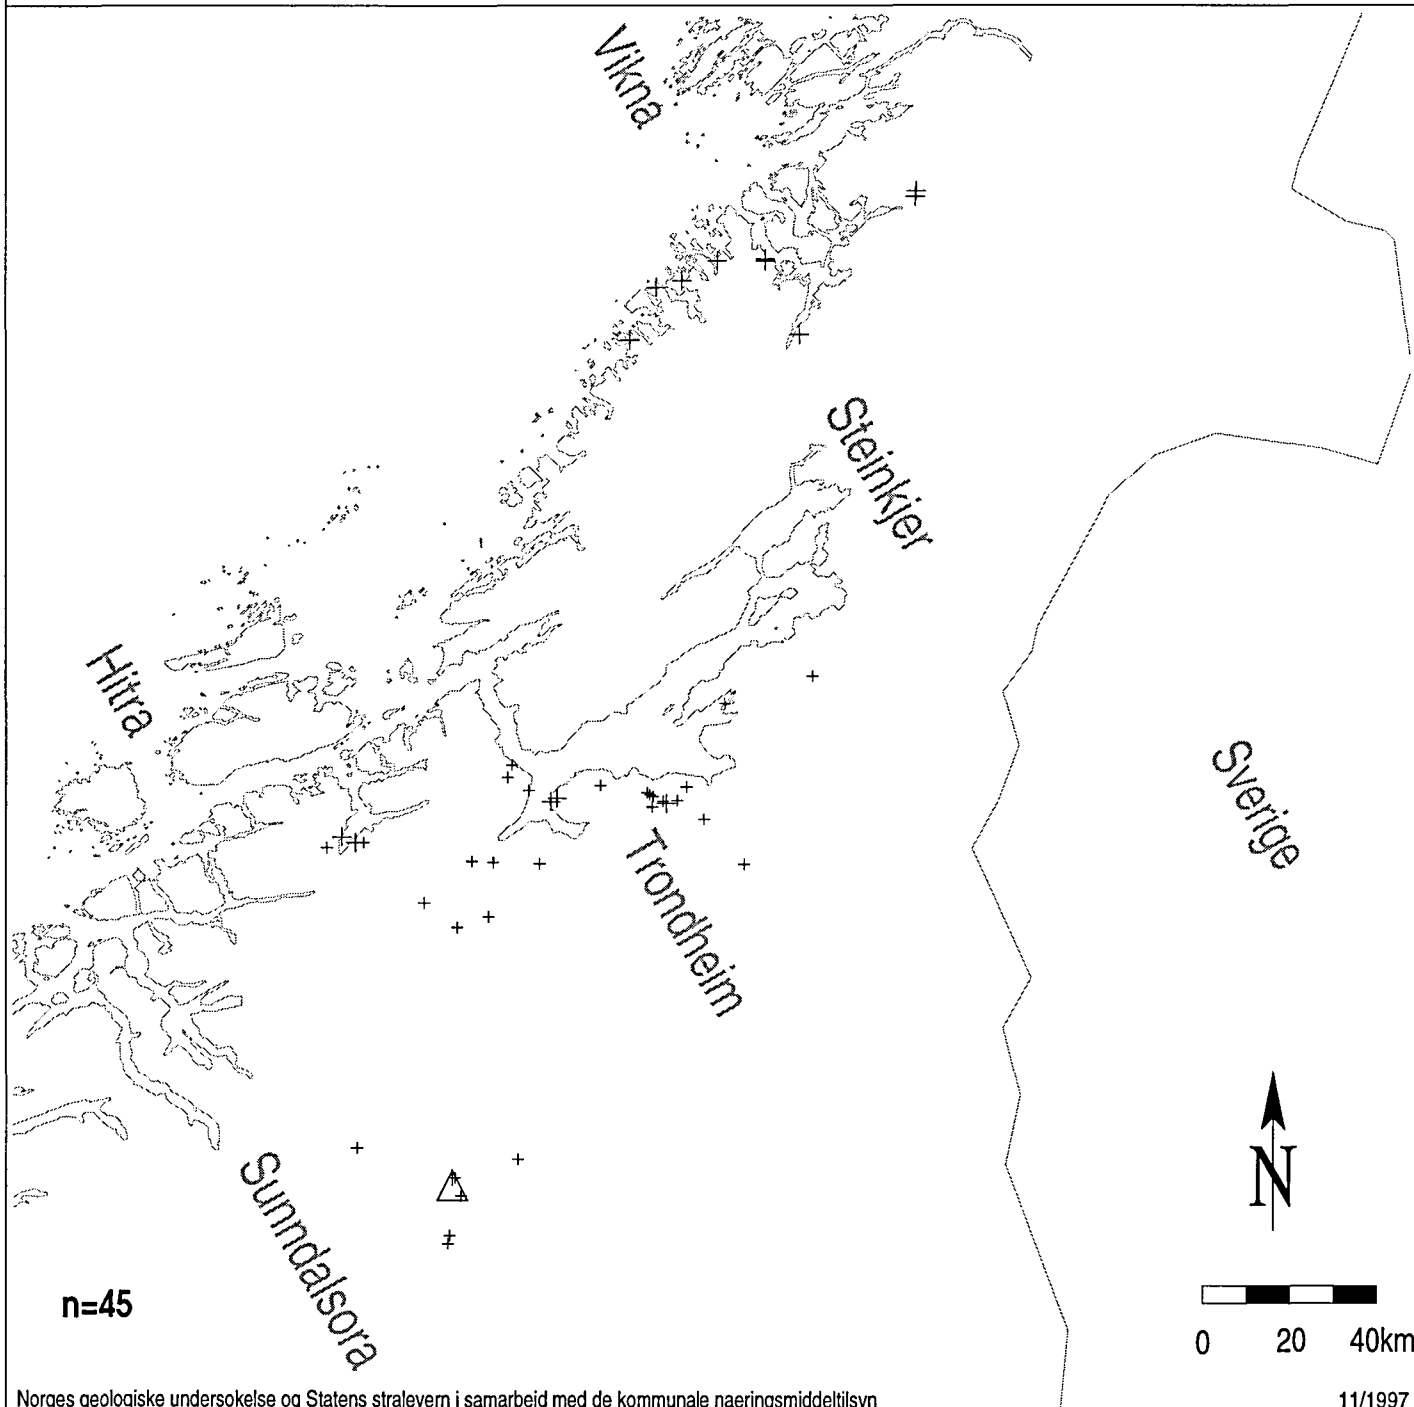 Vikna
Steinkjer
Hitra
Sverige
Trondheim
N
Sunndalsora
n=45
0 20 40km
Norges geologiske undersokelse og Statens stralevern i samarbeid med de kommunale naeringsmiddeltilsyn
11/1997